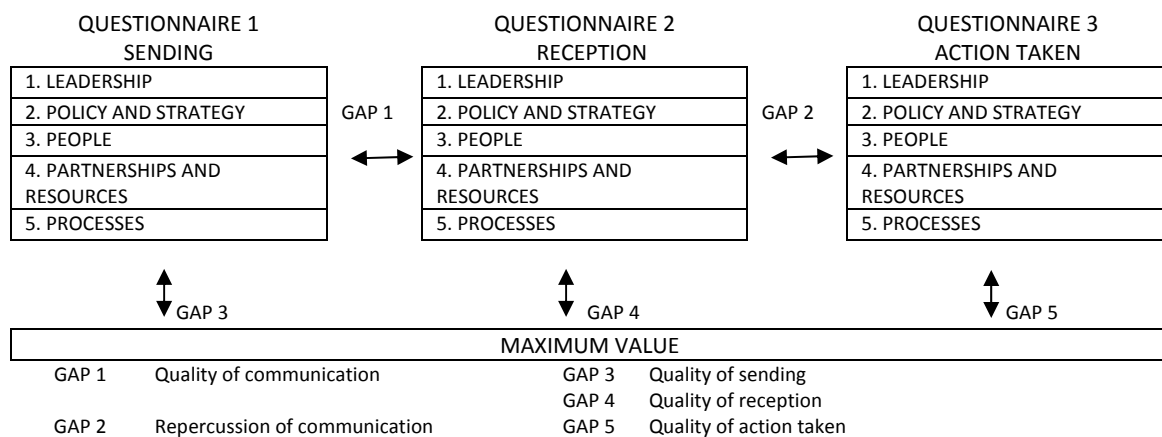 QUESTIONNAIRE 1
SENDING
1. LEADERSHIP
2. POLICY AND STRATEGY
3. PEOPLE
4. PARTNERSHIPS AND
RESOURCES
5. PROCESSES
GAP 1
QUESTIONNAIRE 2
RECEPTION
1. LEADERSHIP
2. POLICY AND STRATEGY
3. PEOPLE
4. PARTNERSHIPS AND
RESOURCES
5. PROCESSES
GAP 2
QUESTIONNAIRE 3
ACTION TAKEN
1. LEADERSHIP
2. POLICY AND STRATEGY
3. PEOPLE
4. PARTNERSHIPS AND
RESOURCES
5. PROCESSES
GAP 3
GAP 4
GAP 5
MAXIMUM VALUE
GAP 1 Quality of communication
GAP 2 Repercussion of communication
GAP 3 Quality of sending
GAP 4 Quality of reception
GAP 5 Quality of action taken